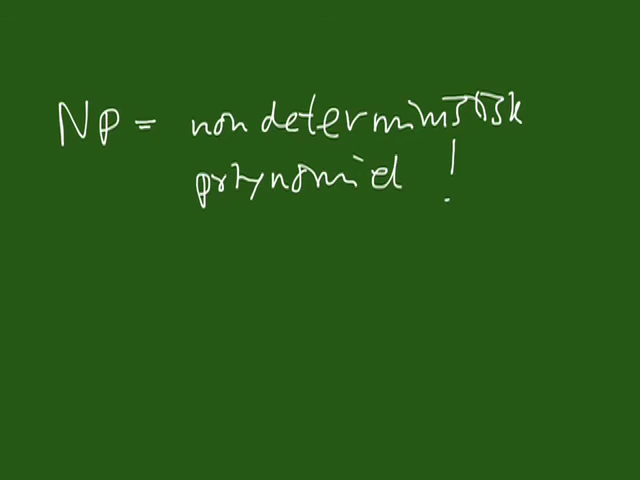 NP = nondeterministisk
polynomiel !